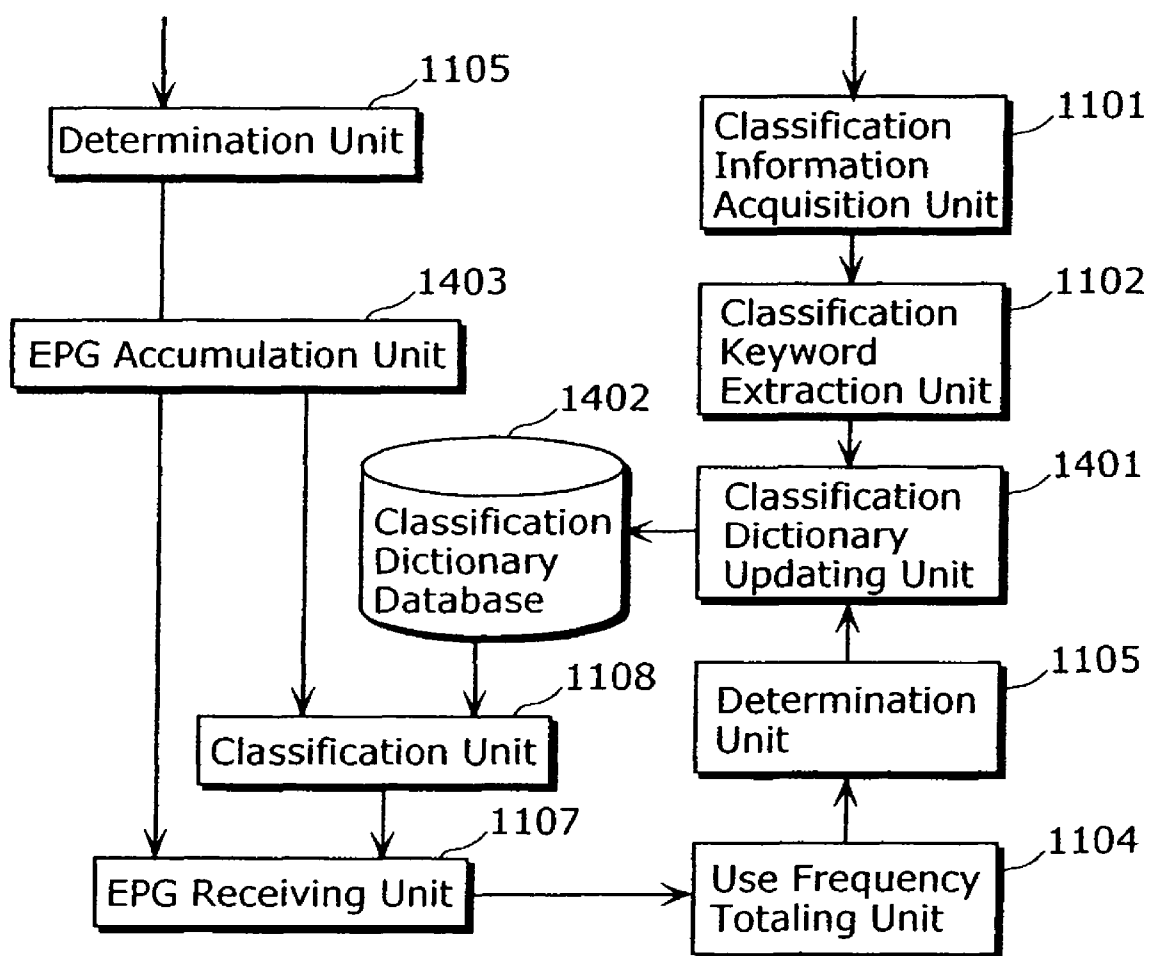 1105
Determination Unit
1403
EPG Accumulation Unit
1402
Classification
Dictionary
Database
1108
Classification Unit
1107
EPG Receiving Unit
1101
Classification
Information
Acquisition Unit
1102
Classification
Keyword
Extraction Unit
1401
Classification
Dictionary
Updating Unit
1105
Determination
Unit
1104
Use Frequency
Totaling Unit